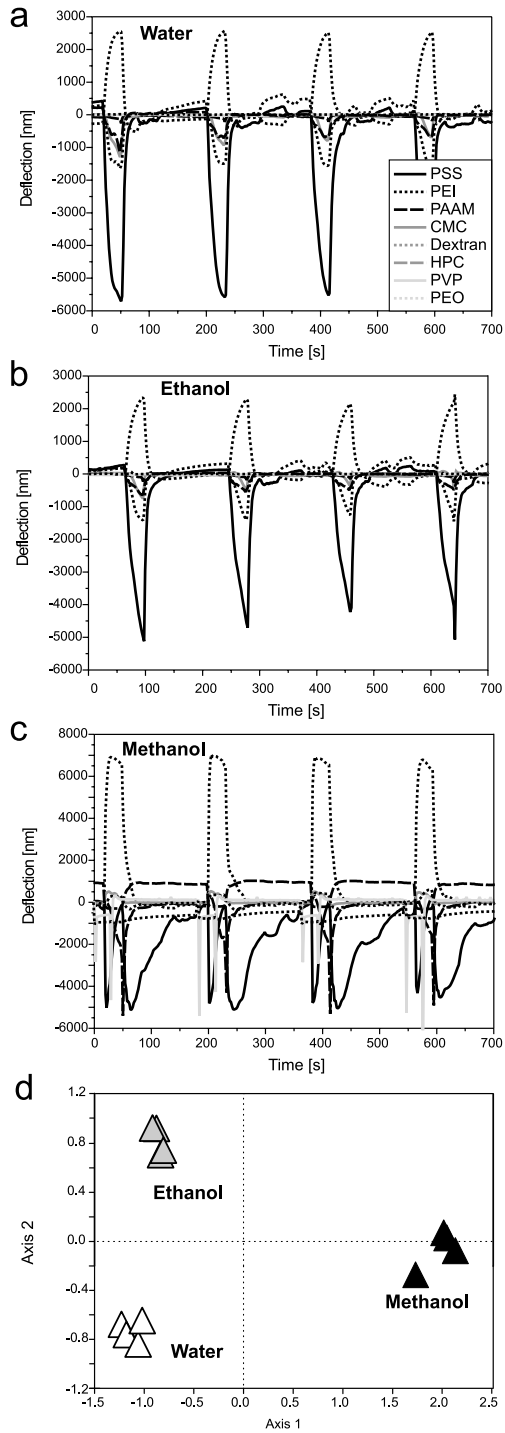 a
Water
3000
2000
1000
0
-1000
-2000
-3000
-4000
-5000
-6000
Deflection [nm]
PSS
PEI
PAAM
CMC
Dextran
HPC
PVP
PEO
0 100 200 300 400 500 600 700
Time [s]
b
Ethanol
3000
2000
1000
0
-1000
-2000
-3000
-4000
-5000
-6000
Deflection [nm]
0 100 200 300 400 500 600 700
Time [s]
c
Methanol
8000
6000
4000
2000
0
-2000
-4000
-6000
Deflection [nm]
0 100 200 300 400 500 600 700
Time [s]
d
1.2
0.8
0.4
0.0
-0.4
-0.8
-1.2
Axis 2
Ethanol
Methanol
Water
-1.5 -1.0 -0.5 0.0 0.5 1.0 1.5 2.0 2.5
Axis 1